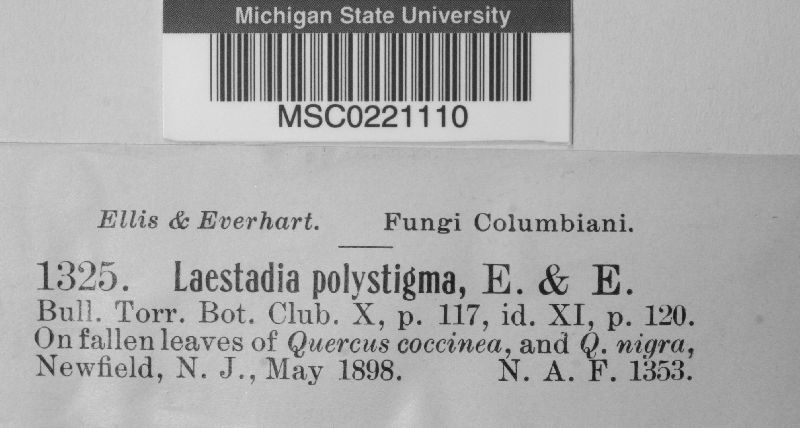 Michigan State University
MSC0221110
Ellis & Everhart. Fungi Columbiani.
1325. Laestadia polystigma, E. & E.
Bull. Torr. Bot. Club. X, p. 117, id. XI, p. 120.
On fallen leaves of Quercus coccinea, and Q. nigra,
Newfield, N. J., May 1898. N. A. F. 1353.